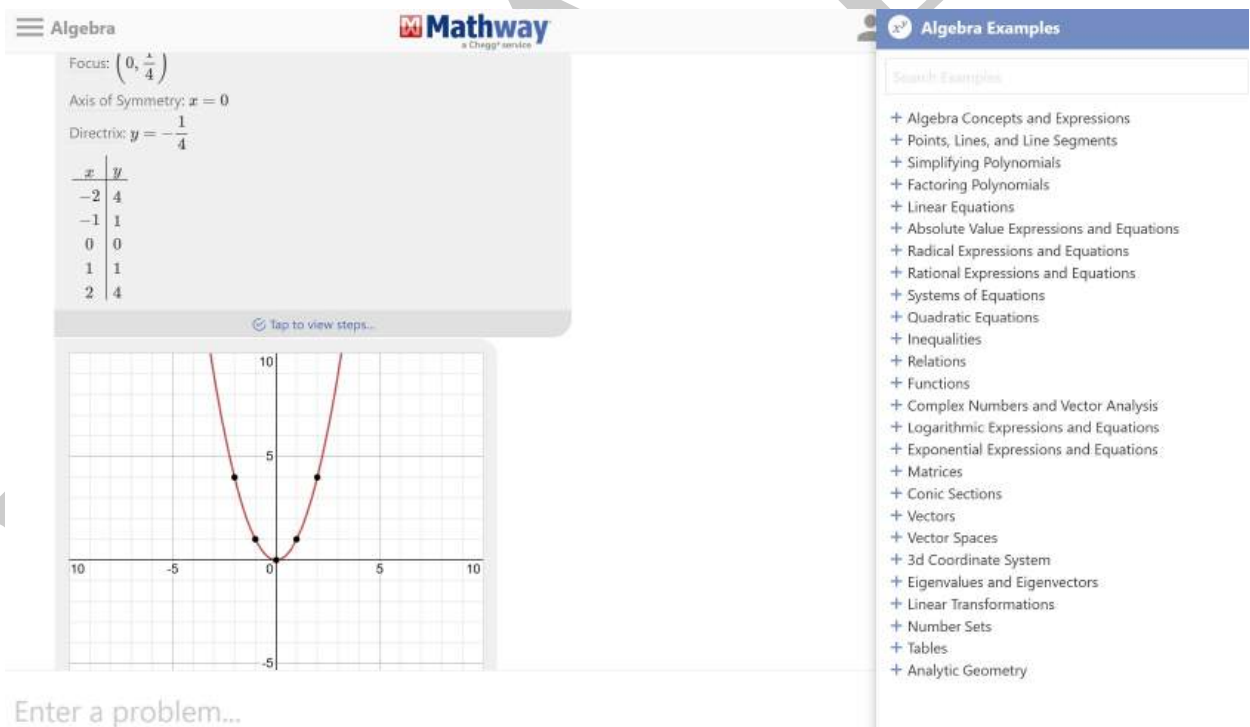 Algebra
Mathway
a Chegg® service
Focus: (0, 1/4)
Axis of Symmetry: x = 0
Directrix: y = -1/4
x y
-2 4
-1 1
0 0
1 1
2 4
Tap to view steps...
10
5
10 -5 0 5 10
-5
Enter a problem...
x^y Algebra Examples
Search Examples
+ Algebra Concepts and Expressions
+ Points, Lines, and Line Segments
+ Simplifying Polynomials
+ Factoring Polynomials
+ Linear Equations
+ Absolute Value Expressions and Equations
+ Radical Expressions and Equations
+ Rational Expressions and Equations
+ Systems of Equations
+ Quadratic Equations
+ Inequalities
+ Relations
+ Functions
+ Complex Numbers and Vector Analysis
+ Logarithmic Expressions and Equations
+ Exponential Expressions and Equations
+ Matrices
+ Conic Sections
+ Vectors
+ Vector Spaces
+ 3d Coordinate System
+ Eigenvalues and Eigenvectors
+ Linear Transformations
+ Number Sets
+ Tables
+ Analytic Geometry